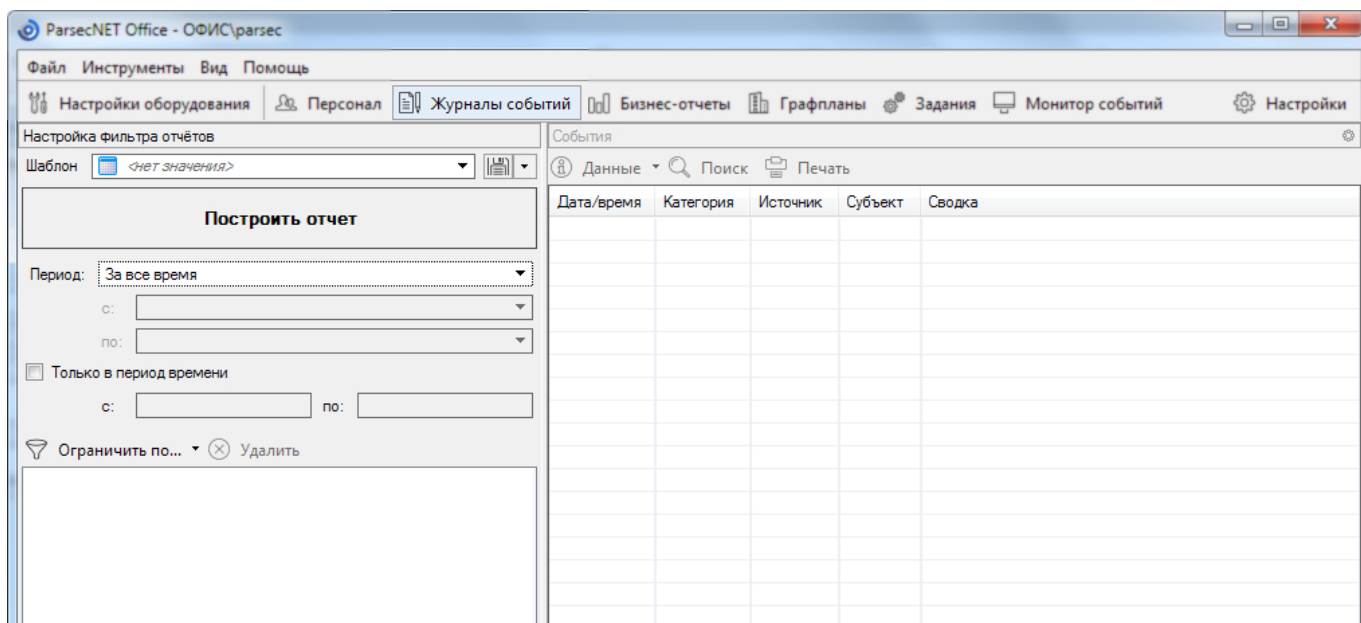 ParsecNET Office - ОФИС\parsec
Файл Инструменты Вид Помощь
Настройки оборудования Персонал Журналы событий Бизнес-отчеты Графпланы Задания Монитор событий Настройки
Настройка фильтра отчётов
События
Шаблон <нет значения>
Данные Поиск Печать
Дата/время Категория Источник Субъект Сводка
Построить отчет
Период: За все время
с:
по:
Только в период времени
с: по:
Ограничить по... Удалить